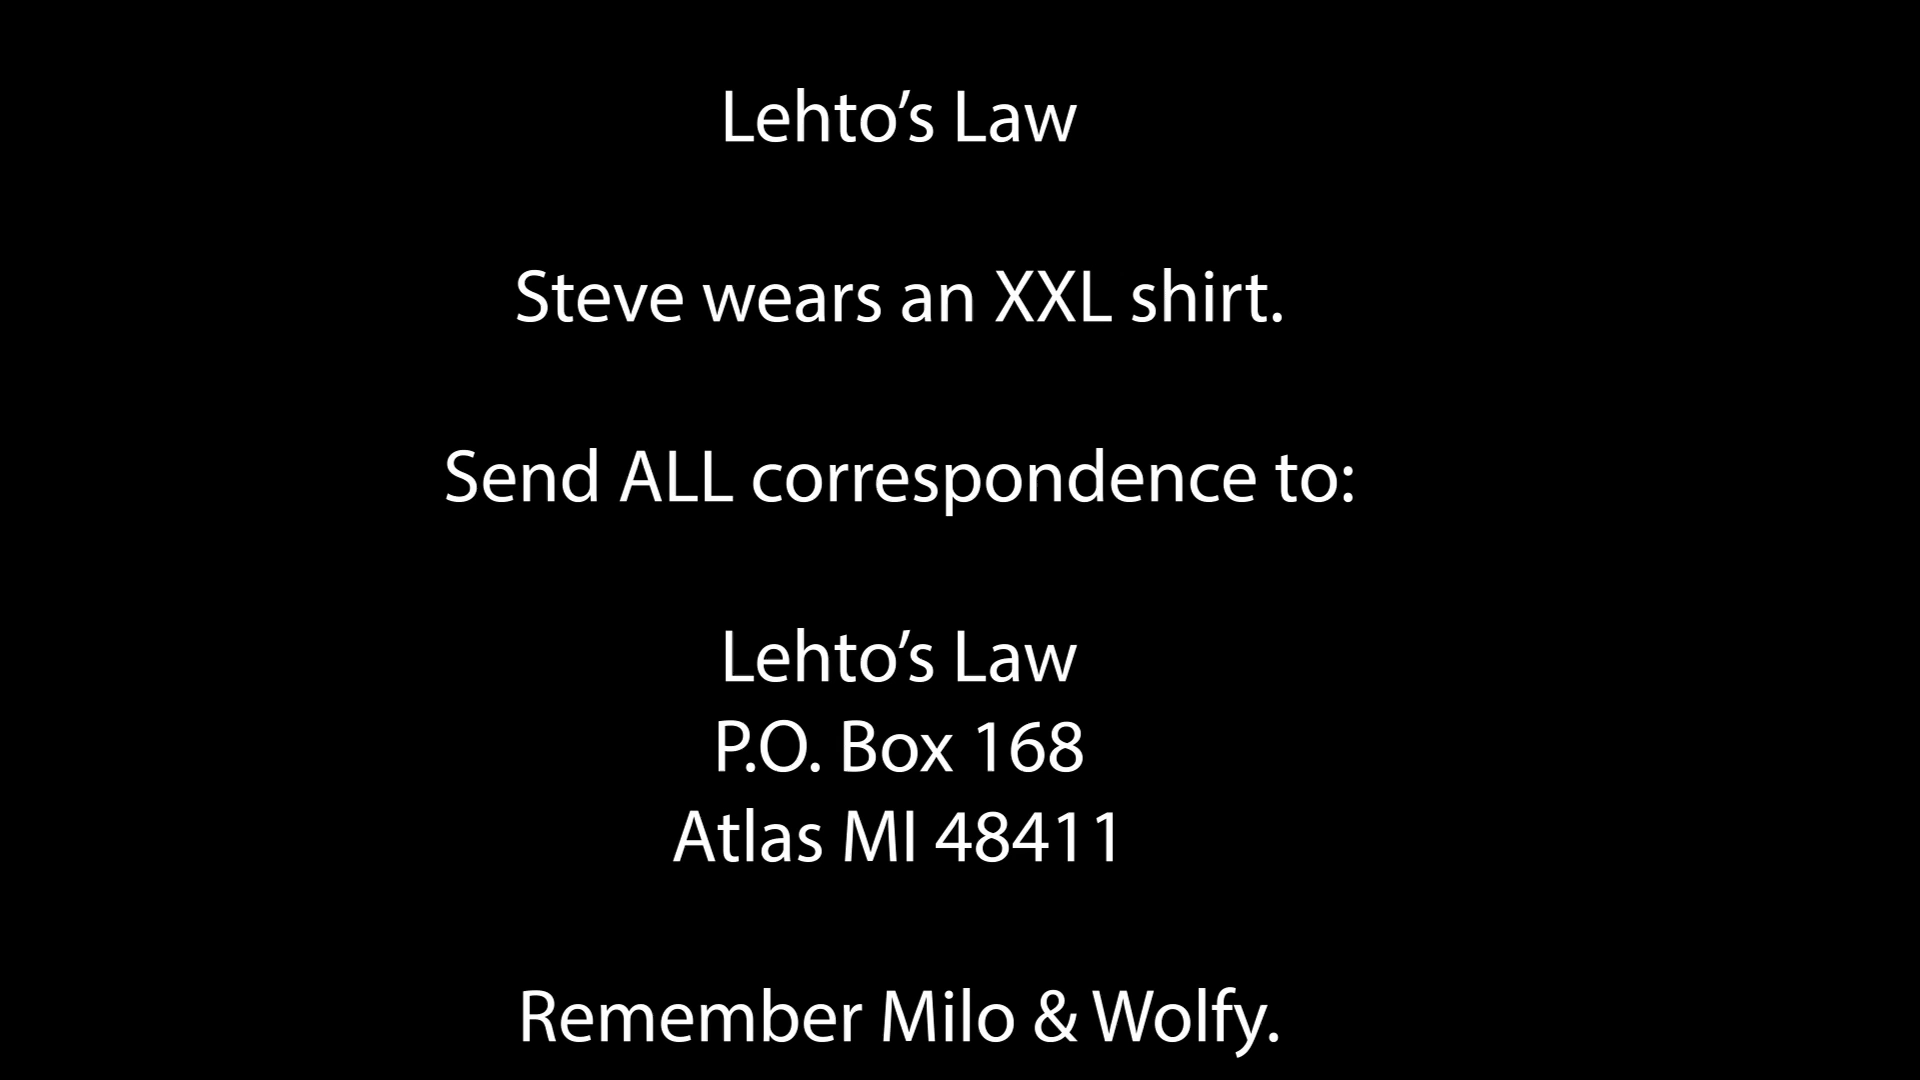 Lehto’s Law
Steve wears an XXL shirt.
Send ALL correspondence to:
Lehto’s Law
P.O. Box 168
Atlas MI 48411
Remember Milo & Wolfy.